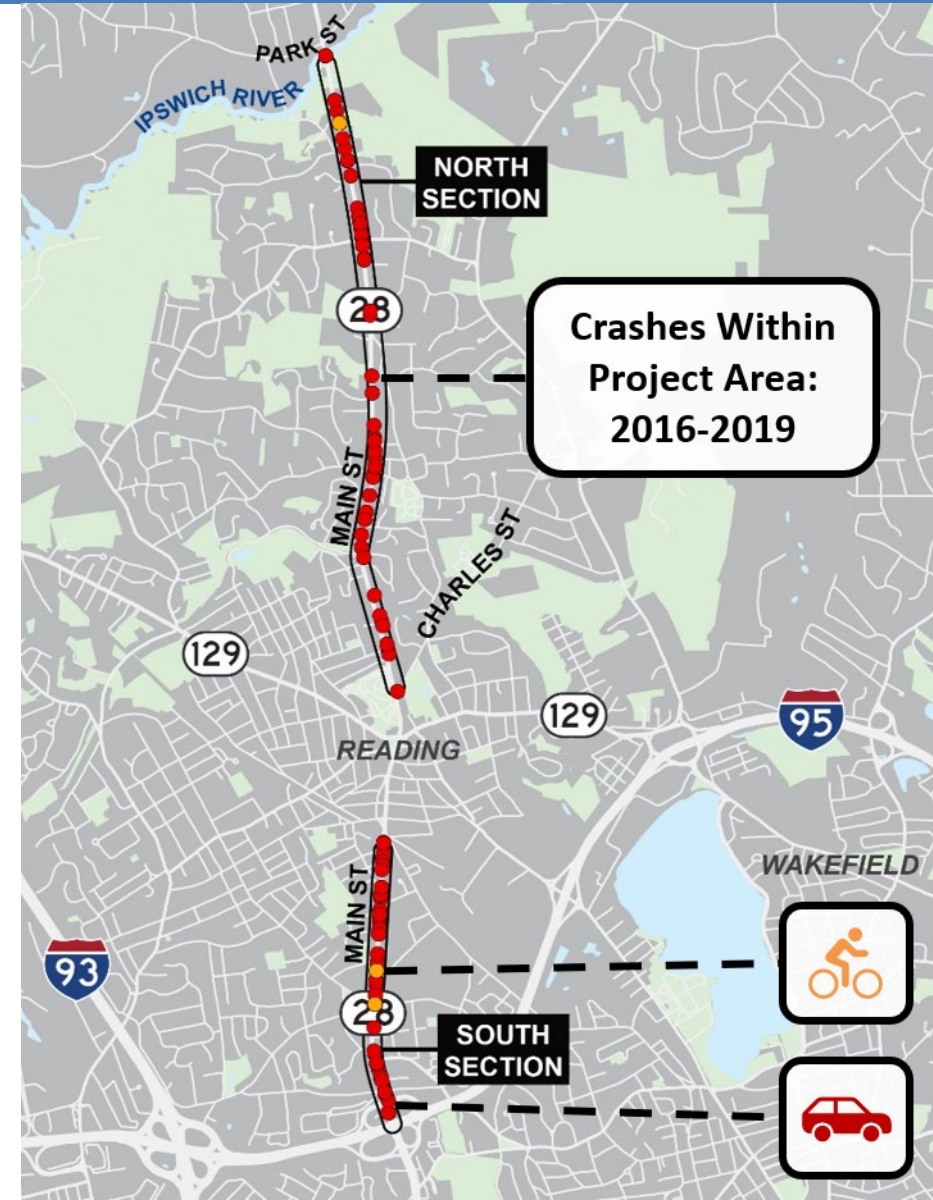 PARK ST
IPSWICH RIVER
NORTH
SECTION
28
Crashes Within
Project Area:
2016-2019
MAIN ST
CHARLES ST
129
129
95
READING
WAKEFIELD
MAIN ST
93
28
SOUTH
SECTION